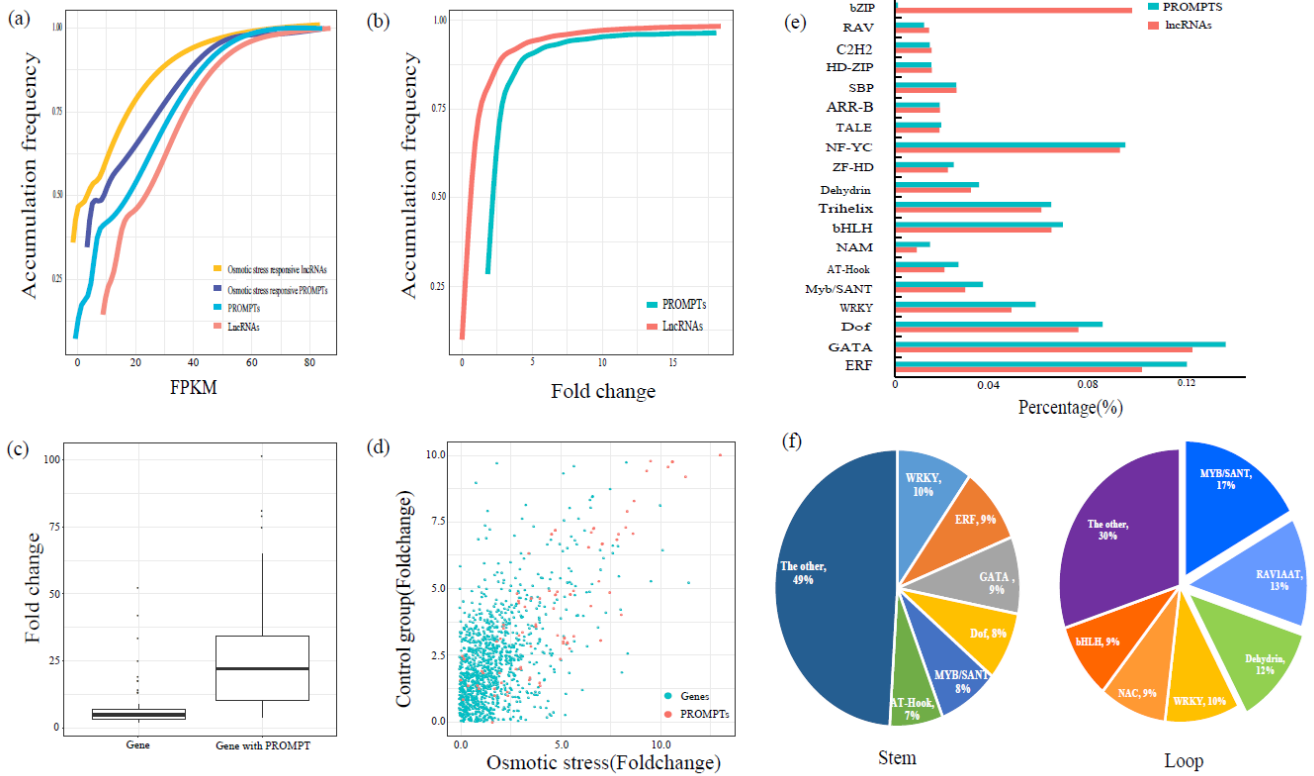 (a)
Accumulation frequency
1.00
0.75
0.50
0.25
Osmotic stress responsive lncRNAs
Osmotic stress responsive PROMPTs
PROMPTs
LncRNAs
0
20
40
60
80
FPKM
(b)
Accumulation frequency
1.00
0.75
0.50
0.25
PROMPTs
LncRNAs
0
5
10
15
Fold change
(e)
PROMPTS
lncRNAs
bZIP
RAV
C2H2
HD-ZIP
SBP
ARR-B
TALE
NF-YC
ZF-HD
Dehydrin
Trihelix
bHLH
NAM
AT-Hook
Myb/SANT
WRKY
Dof
GATA
ERF
0
0.04
0.08
0.12
Percentage(%)
(c)
Fold change
100
75
50
25
0
Gene
Gene with PROMPT
(d)
Control group(Foldchange)
10.0
7.5
5.0
2.5
0.0
Genes
PROMPTs
0.0
5.0
10.0
Osmotic stress(Foldchange)
(f)
WRKY,
10%
ERF, 9%
GATA ,
9%
Dof, 8%
MYB/SANT
8%
AT-Hook,
7%
The other,
49%
Stem
MYB/SANT,
17%
RAV1AAT,
13%
Dehydrin,
12%
WRKY, 10%
NAC, 9%
bHLH, 9%
The other,
30%
Loop